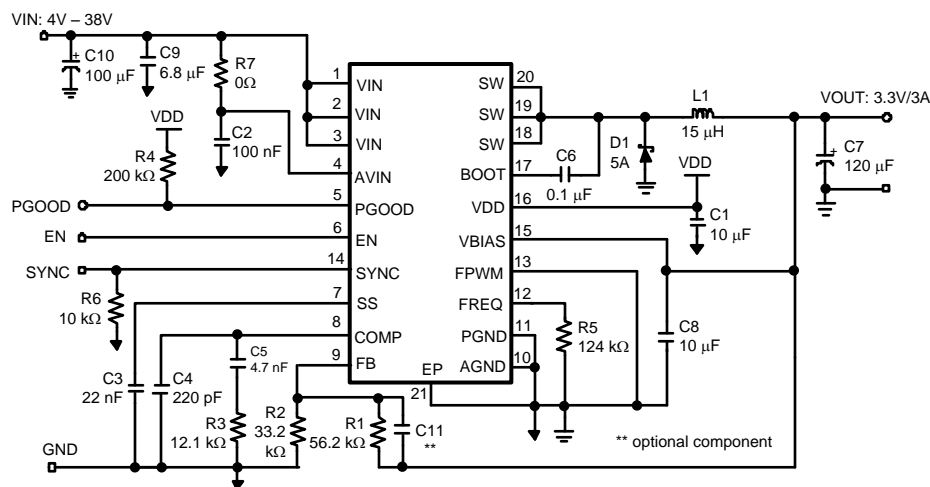 VIN: 4V – 38V
C10
100 µF
C9
6.8 µF
R7
0Ω
C2
100 nF
VDD
R4
200 kΩ
PGOOD
EN
SYNC
R6
10 kΩ
C3
22 nF
C4
220 pF
C5
4.7 nF
R3
12.1 kΩ
R2
33.2
kΩ
R1
56.2 kΩ
C11
**
GND
1
VIN
2
VIN
3
VIN
4
AVIN
5
PGOOD
6
EN
14
SYNC
7
SS
8
COMP
9
FB
EP
21
20
SW
19
SW
18
SW
17
BOOT
16
VDD
15
VBIAS
13
FPWM
12
FREQ
11
PGND
10
AGND
C6
0.1 µF
D1
5A
L1
15 µH
VOUT: 3.3V/3A
C7
120 µF
VDD
C1
10 µF
R5
124 kΩ
C8
10 µF
** optional component